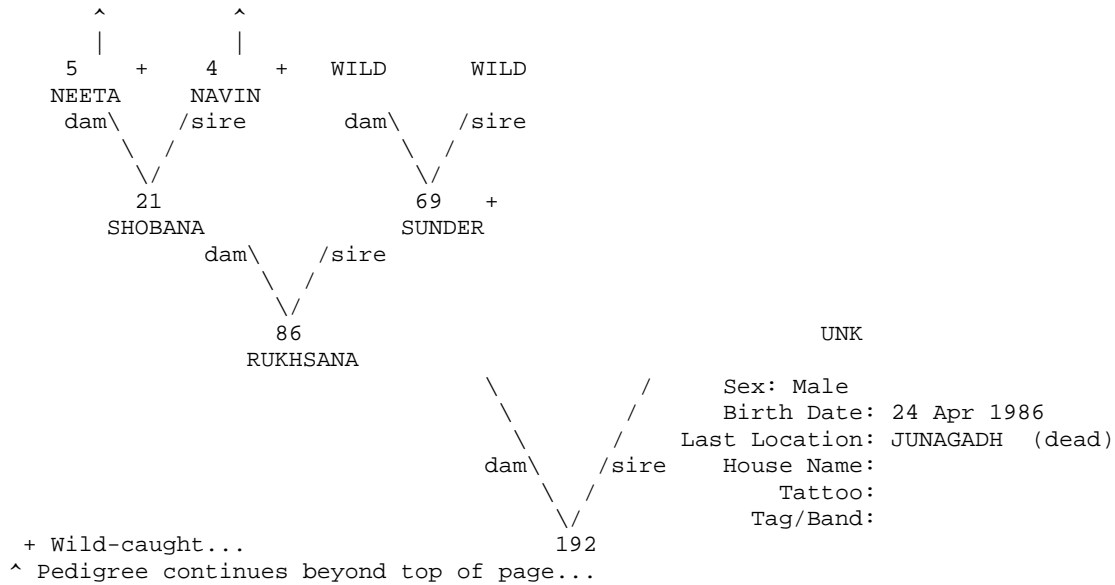 ^ ^
| |
5 + 4 + WILD WILD
NEETA NAVIN
dam\ /sire dam\ /sire
\ / \ /
\/ \/
21 69 +
SHOBANA SUNDER
dam\ /sire
\ /
\/
86 UNK
RUKHSANA
\ / Sex: Male
\ / Birth Date: 24 Apr 1986
\ / Last Location: JUNAGADH (dead)
dam\ /sire House Name:
\ / Tattoo:
\/ Tag/Band:
+ Wild-caught... 192
^ Pedigree continues beyond top of page...